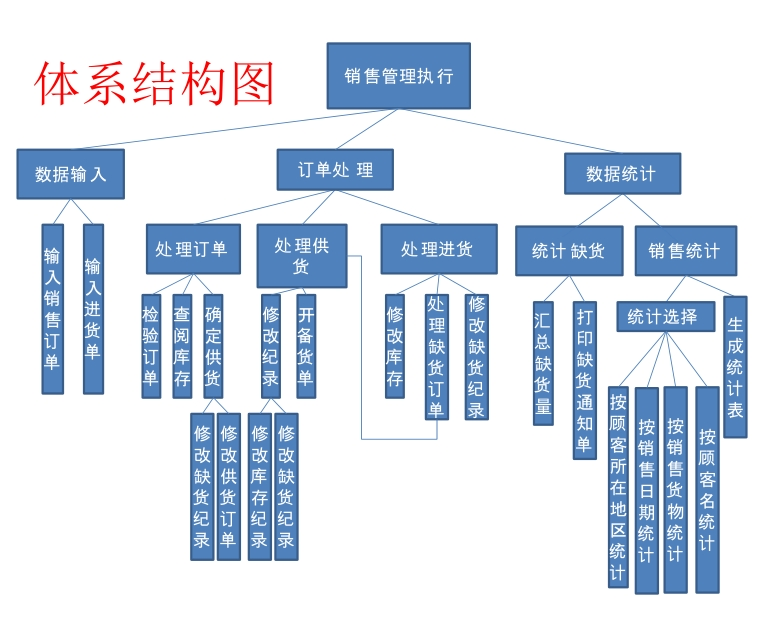 体系结构图
销售管理执行
数据输入
订单处理
数据统计
输入销售订单
输入进货单
处理订单
处理供
货
处理进货
统计缺货
销售统计
检验订单
查阅库存
确定供货
修改纪录
开备货单
修改库存
处理缺货订单
修改缺货纪录
汇总缺货量
打印缺货通知单
统计选择
生成统计表
修改缺货纪录
修改供货订单
修改库存纪录
修改缺货纪录
按顾客所在地区统计
按销售日期统计
按销售货物统计
按顾客名统计